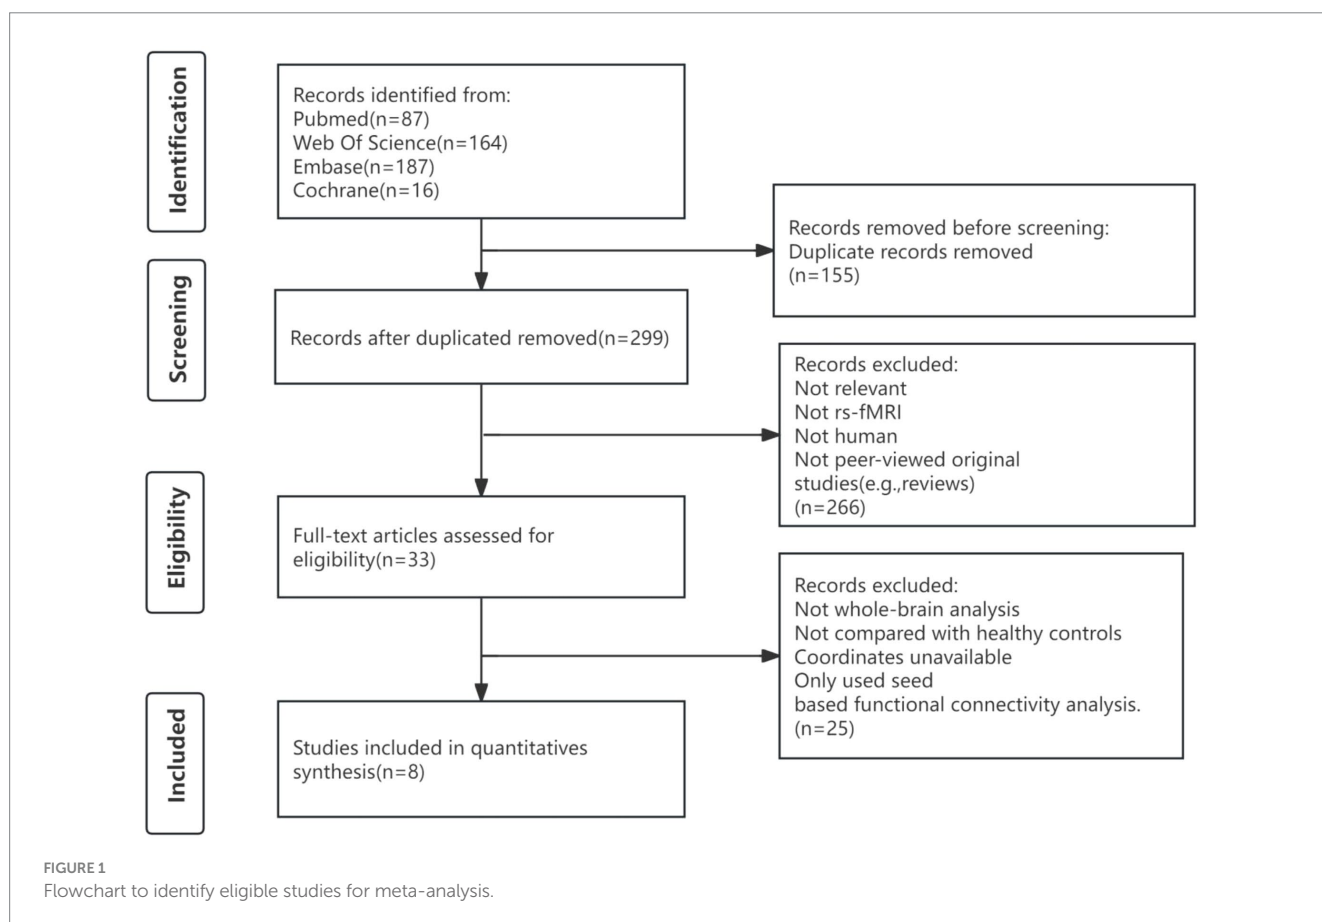 Identification
Records identified from:
Pubmed(n=87)
Web Of Science(n=164)
Embase(n=187)
Cochrane(n=16)
Records removed before screening:
Duplicate records removed
(n=155)
Screening
Records after duplicated removed(n=299)
Records excluded:
Not relevant
Not rs-fMRI
Not human
Not peer-viewed original
studies(e.g.,reviews)
(n=266)
Eligibility
Full-text articles assessed for
eligibility(n=33)
Records excluded:
Not whole-brain analysis
Not compared with healthy controls
Coordinates unavailable
Only used seed
based functional connectivity analysis.
(n=25)
Included
Studies included in quantitatives
synthesis(n=8)
FIGURE 1
Flowchart to identify eligible studies for meta-analysis.